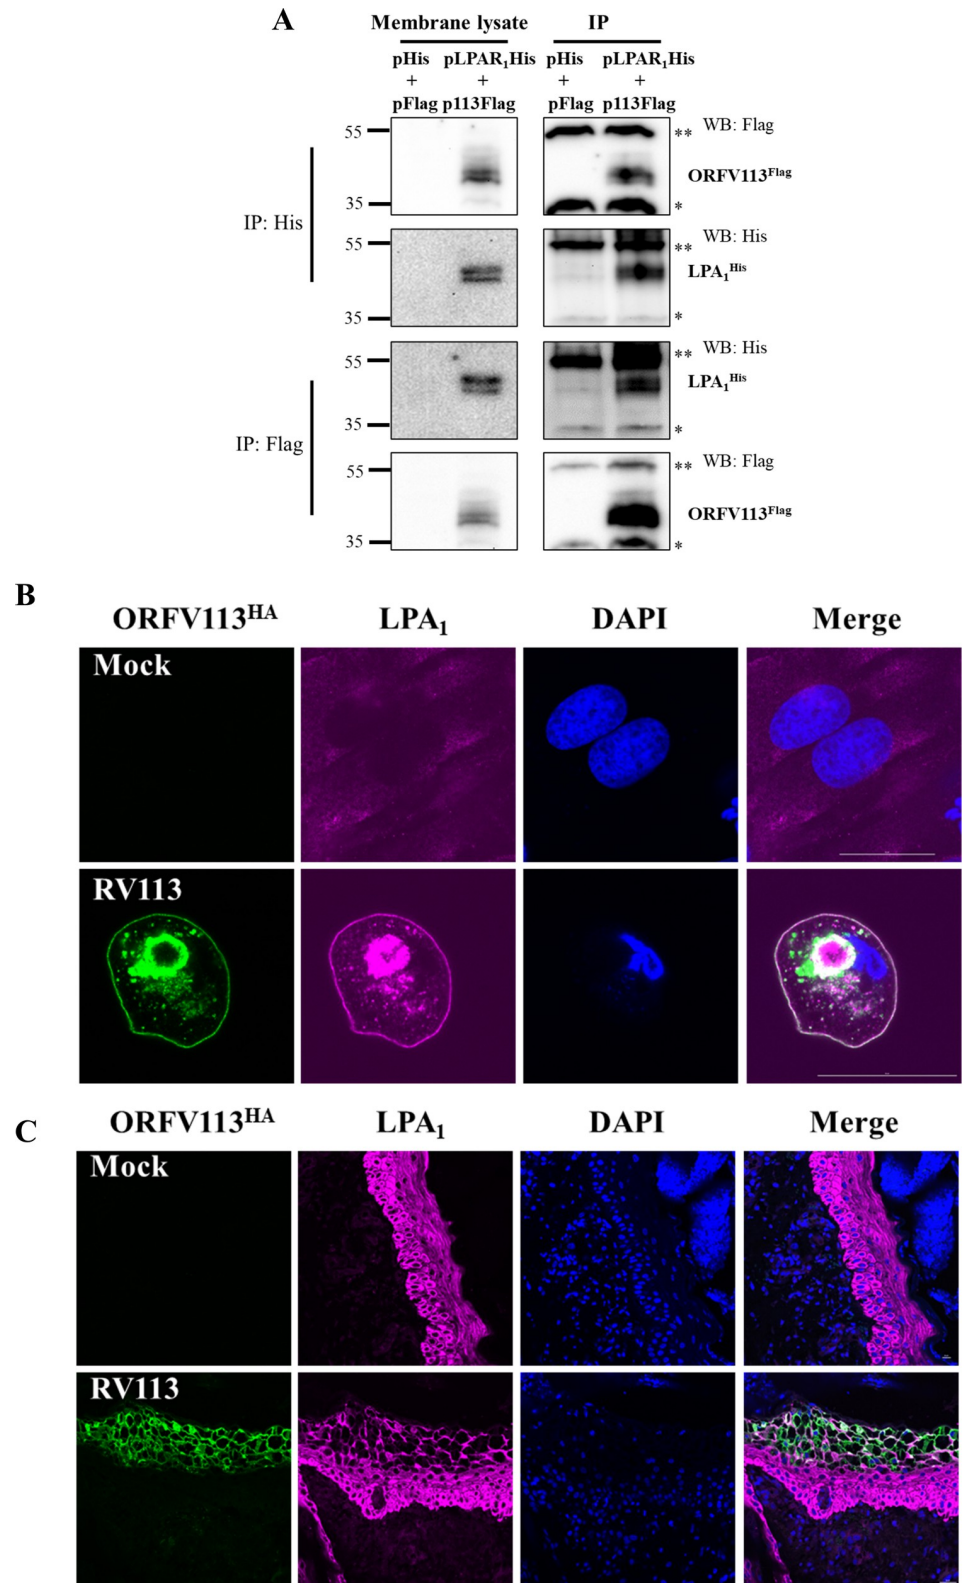 A
Membrane lysate IP
pHis pLPAR₁His pHis pLPAR₁His
+ + + +
pFlag p113Flag pFlag p113Flag
55 ** WB: Flag
ORFV113ᶠˡᵃᵍ
35 *
IP: His
55 ** WB: His
LPA₁ᴴⁱˢ
35 *
55 ** WB: His
LPA₁ᴴⁱˢ
35 *
IP: Flag
55 ** WB: Flag
ORFV113ᶠˡᵃᵍ
35 *
B
ORFV113ᴴᴬ LPA₁ DAPI Merge
Mock
RV113
C
ORFV113ᴴᴬ LPA₁ DAPI Merge
Mock
RV113